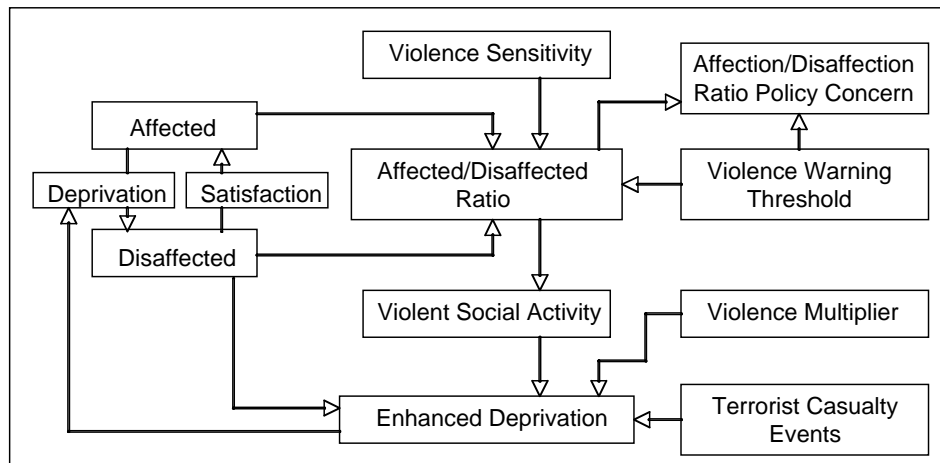 Violence Sensitivity
Affection/Disaffection
Ratio Policy Concern
Affected
Affected/Disaffected
Ratio
Violence Warning
Threshold
Deprivation
Satisfaction
Disaffected
Violent Social Activity
Violence Multiplier
Enhanced Deprivation
Terrorist Casualty
Events